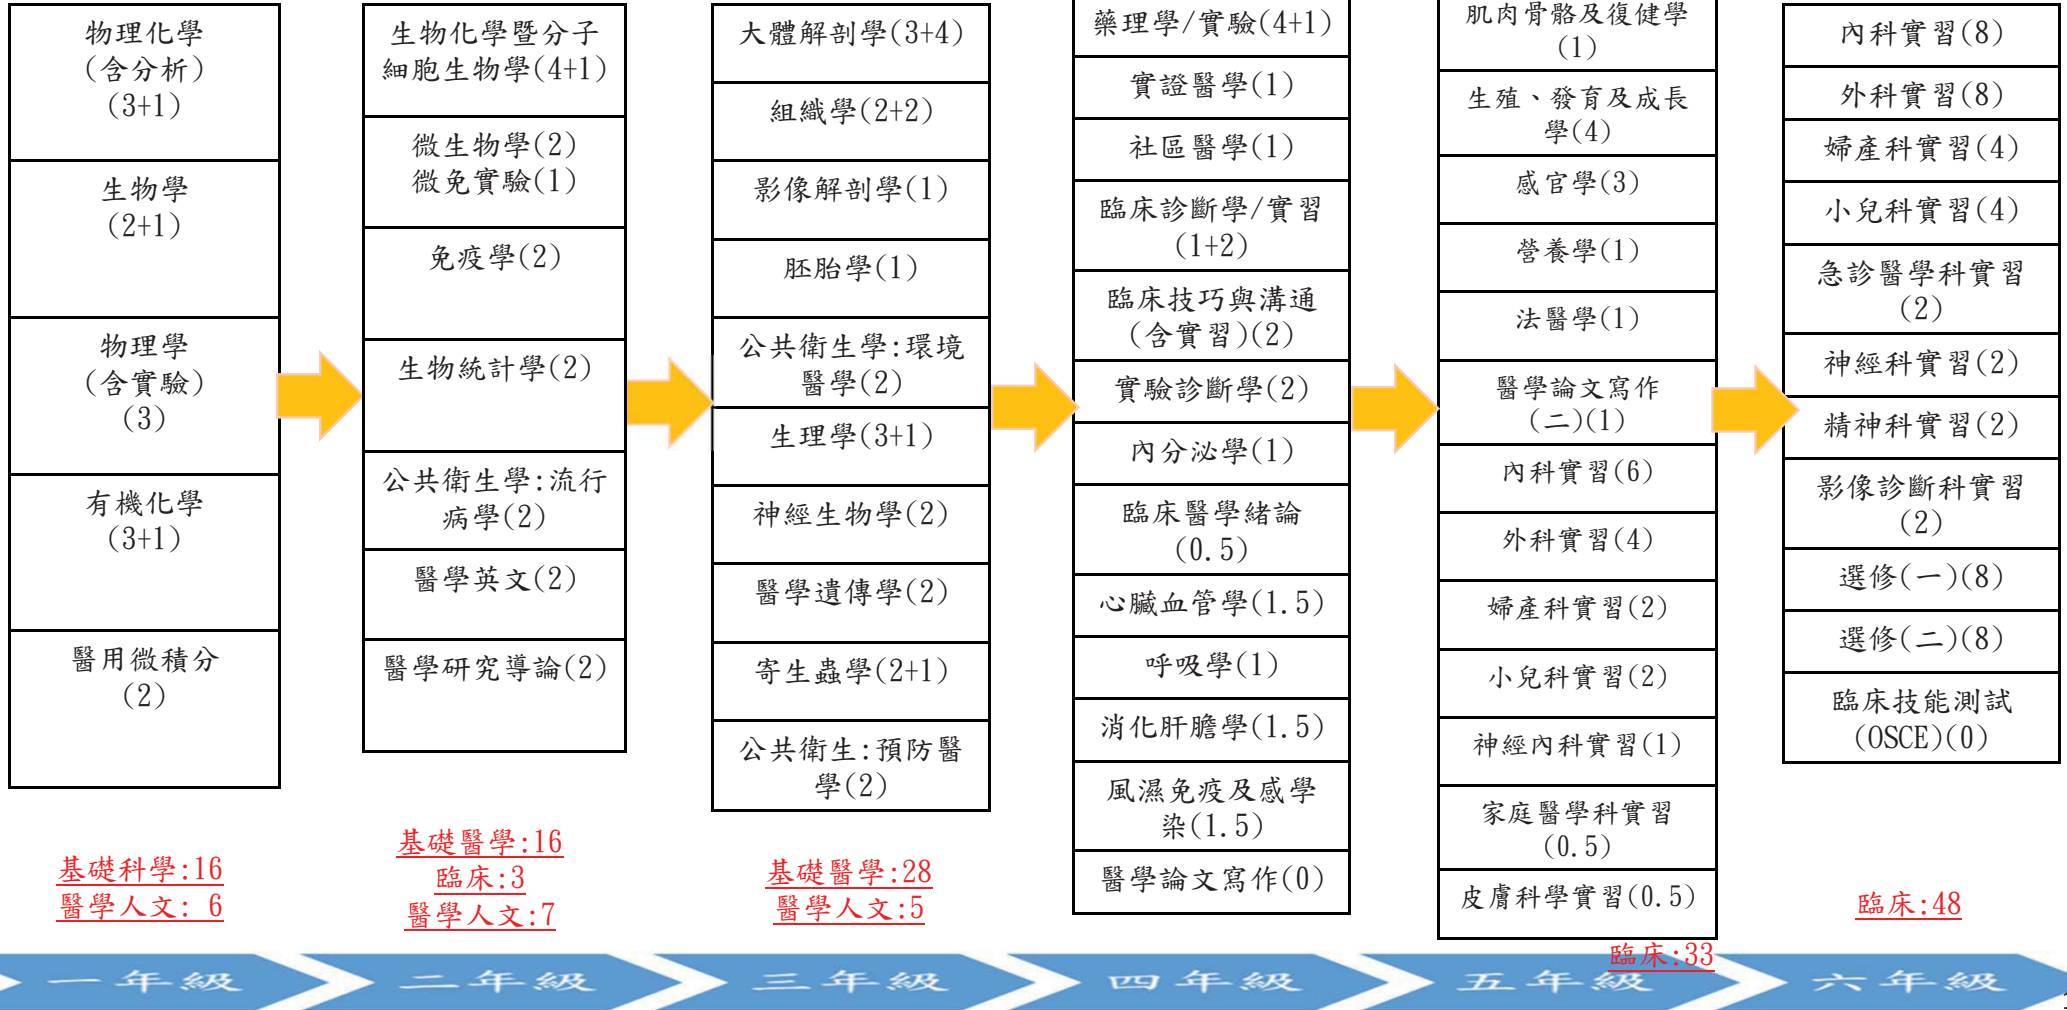 物理化學
(含分析)
(3+1)
生物學
(2+1)
物理學
(含實驗)
(3)
有機化學
(3+1)
醫用微積分
(2)
基礎科學:16
醫學人文: 6
生物化學暨分子
細胞生物學(4+1)
微生物學(2)
微免實驗(1)
免疫學(2)
生物統計學(2)
公共衛生學:流行
病學(2)
醫學英文(2)
醫學研究導論(2)
基礎醫學:16
臨床:3
醫學人文:7
大體解剖學(3+4)
組織學(2+2)
影像解剖學(1)
胚胎學(1)
公共衛生學:環境
醫學(2)
生理學(3+1)
神經生物學(2)
醫學遺傳學(2)
寄生蟲學(2+1)
公共衛生:預防醫
學(2)
基礎醫學:28
醫學人文:5
藥理學/實驗(4+1)
實證醫學(1)
社區醫學(1)
臨床診斷學/實習
(1+2)
臨床技巧與溝通
(含實習)(2)
實驗診斷學(2)
內分泌學(1)
臨床醫學緒論
(0.5)
心臟血管學(1.5)
呼吸學(1)
消化肝膽學(1.5)
風濕免疫及感學
染(1.5)
醫學論文寫作(0)
肌肉骨骼及復健學
(1)
生殖、發育及成長
學(4)
感官學(3)
營養學(1)
法醫學(1)
醫學論文寫作
(二)(1)
內科實習(6)
外科實習(4)
婦產科實習(2)
小兒科實習(2)
神經內科實習(1)
家庭醫學科實習
(0.5)
皮膚科學實習(0.5)
臨床:33
內科實習(8)
外科實習(8)
婦產科實習(4)
小兒科實習(4)
急診醫學科實習
(2)
神經科實習(2)
精神科實習(2)
影像診斷科實習
(2)
選修(一)(8)
選修(二)(8)
臨床技能測試
(OSCE)(0)
臨床:48
一年級
二年級
三年級
四年級
五年級
六年級